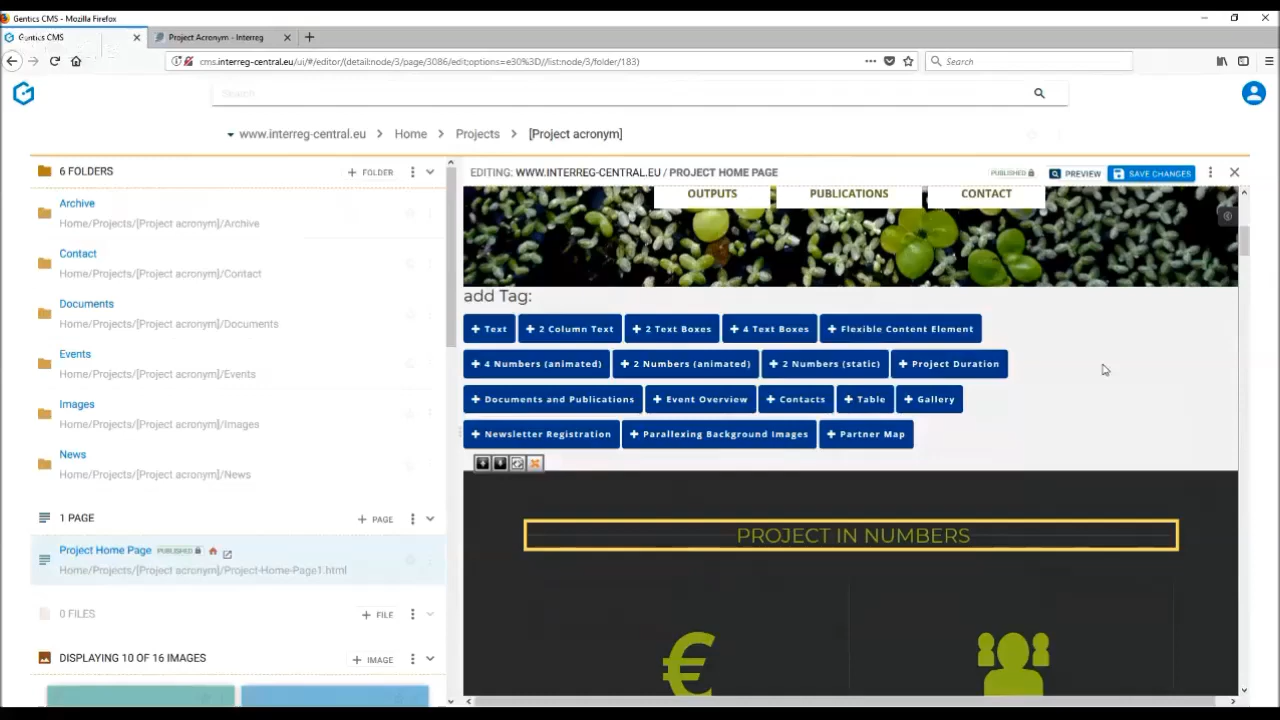 Gentics CMS - Mozilla Firefox
Gentics CMS
Project Acronym - Interreg
cms.interreg-central.eu/ui/#/editor/(detail:node/3/page/3086/edit;options=e30%3D//list:node/3/folder/183)
Search
Search
www.interreg-central.eu > Home > Projects > [Project acronym]
6 FOLDERS
+ FOLDER
Archive
Home/Projects/[Project acronym]/Archive
Contact
Home/Projects/[Project acronym]/Contact
Documents
Home/Projects/[Project acronym]/Documents
Events
Home/Projects/[Project acronym]/Events
Images
Home/Projects/[Project acronym]/Images
News
Home/Projects/[Project acronym]/News
1 PAGE
+ PAGE
Project Home Page PUBLISHED
Home/Projects/[Project acronym]/Project-Home-Page1.html
0 FILES
+ FILE
DISPLAYING 10 OF 16 IMAGES
+ IMAGE
EDITING: WWW.INTERREG-CENTRAL.EU / PROJECT HOME PAGE
PUBLISHED
PREVIEW
SAVE CHANGES
OUTPUTS
PUBLICATIONS
CONTACT
add Tag:
+ Text + 2 Column Text + 2 Text Boxes + 4 Text Boxes + Flexible Content Element
+ 4 Numbers (animated) + 2 Numbers (animated) + 2 Numbers (static) + Project Duration
+ Documents and Publications + Event Overview + Contacts + Table + Gallery
+ Newsletter Registration + Parallexing Background Images + Partner Map
PROJECT IN NUMBERS
€